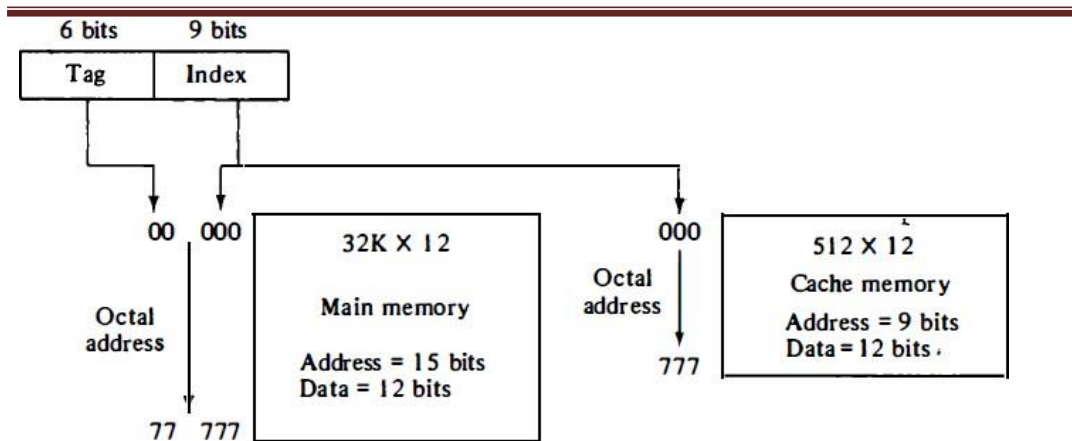 6 bits 9 bits
Tag Index
00 000
32K X 12
Main memory
Address = 15 bits
Data = 12 bits
Octal
address
77 777
000
Octal
address
777
512 X 12
Cache memory
Address = 9 bits
Data = 12 bits